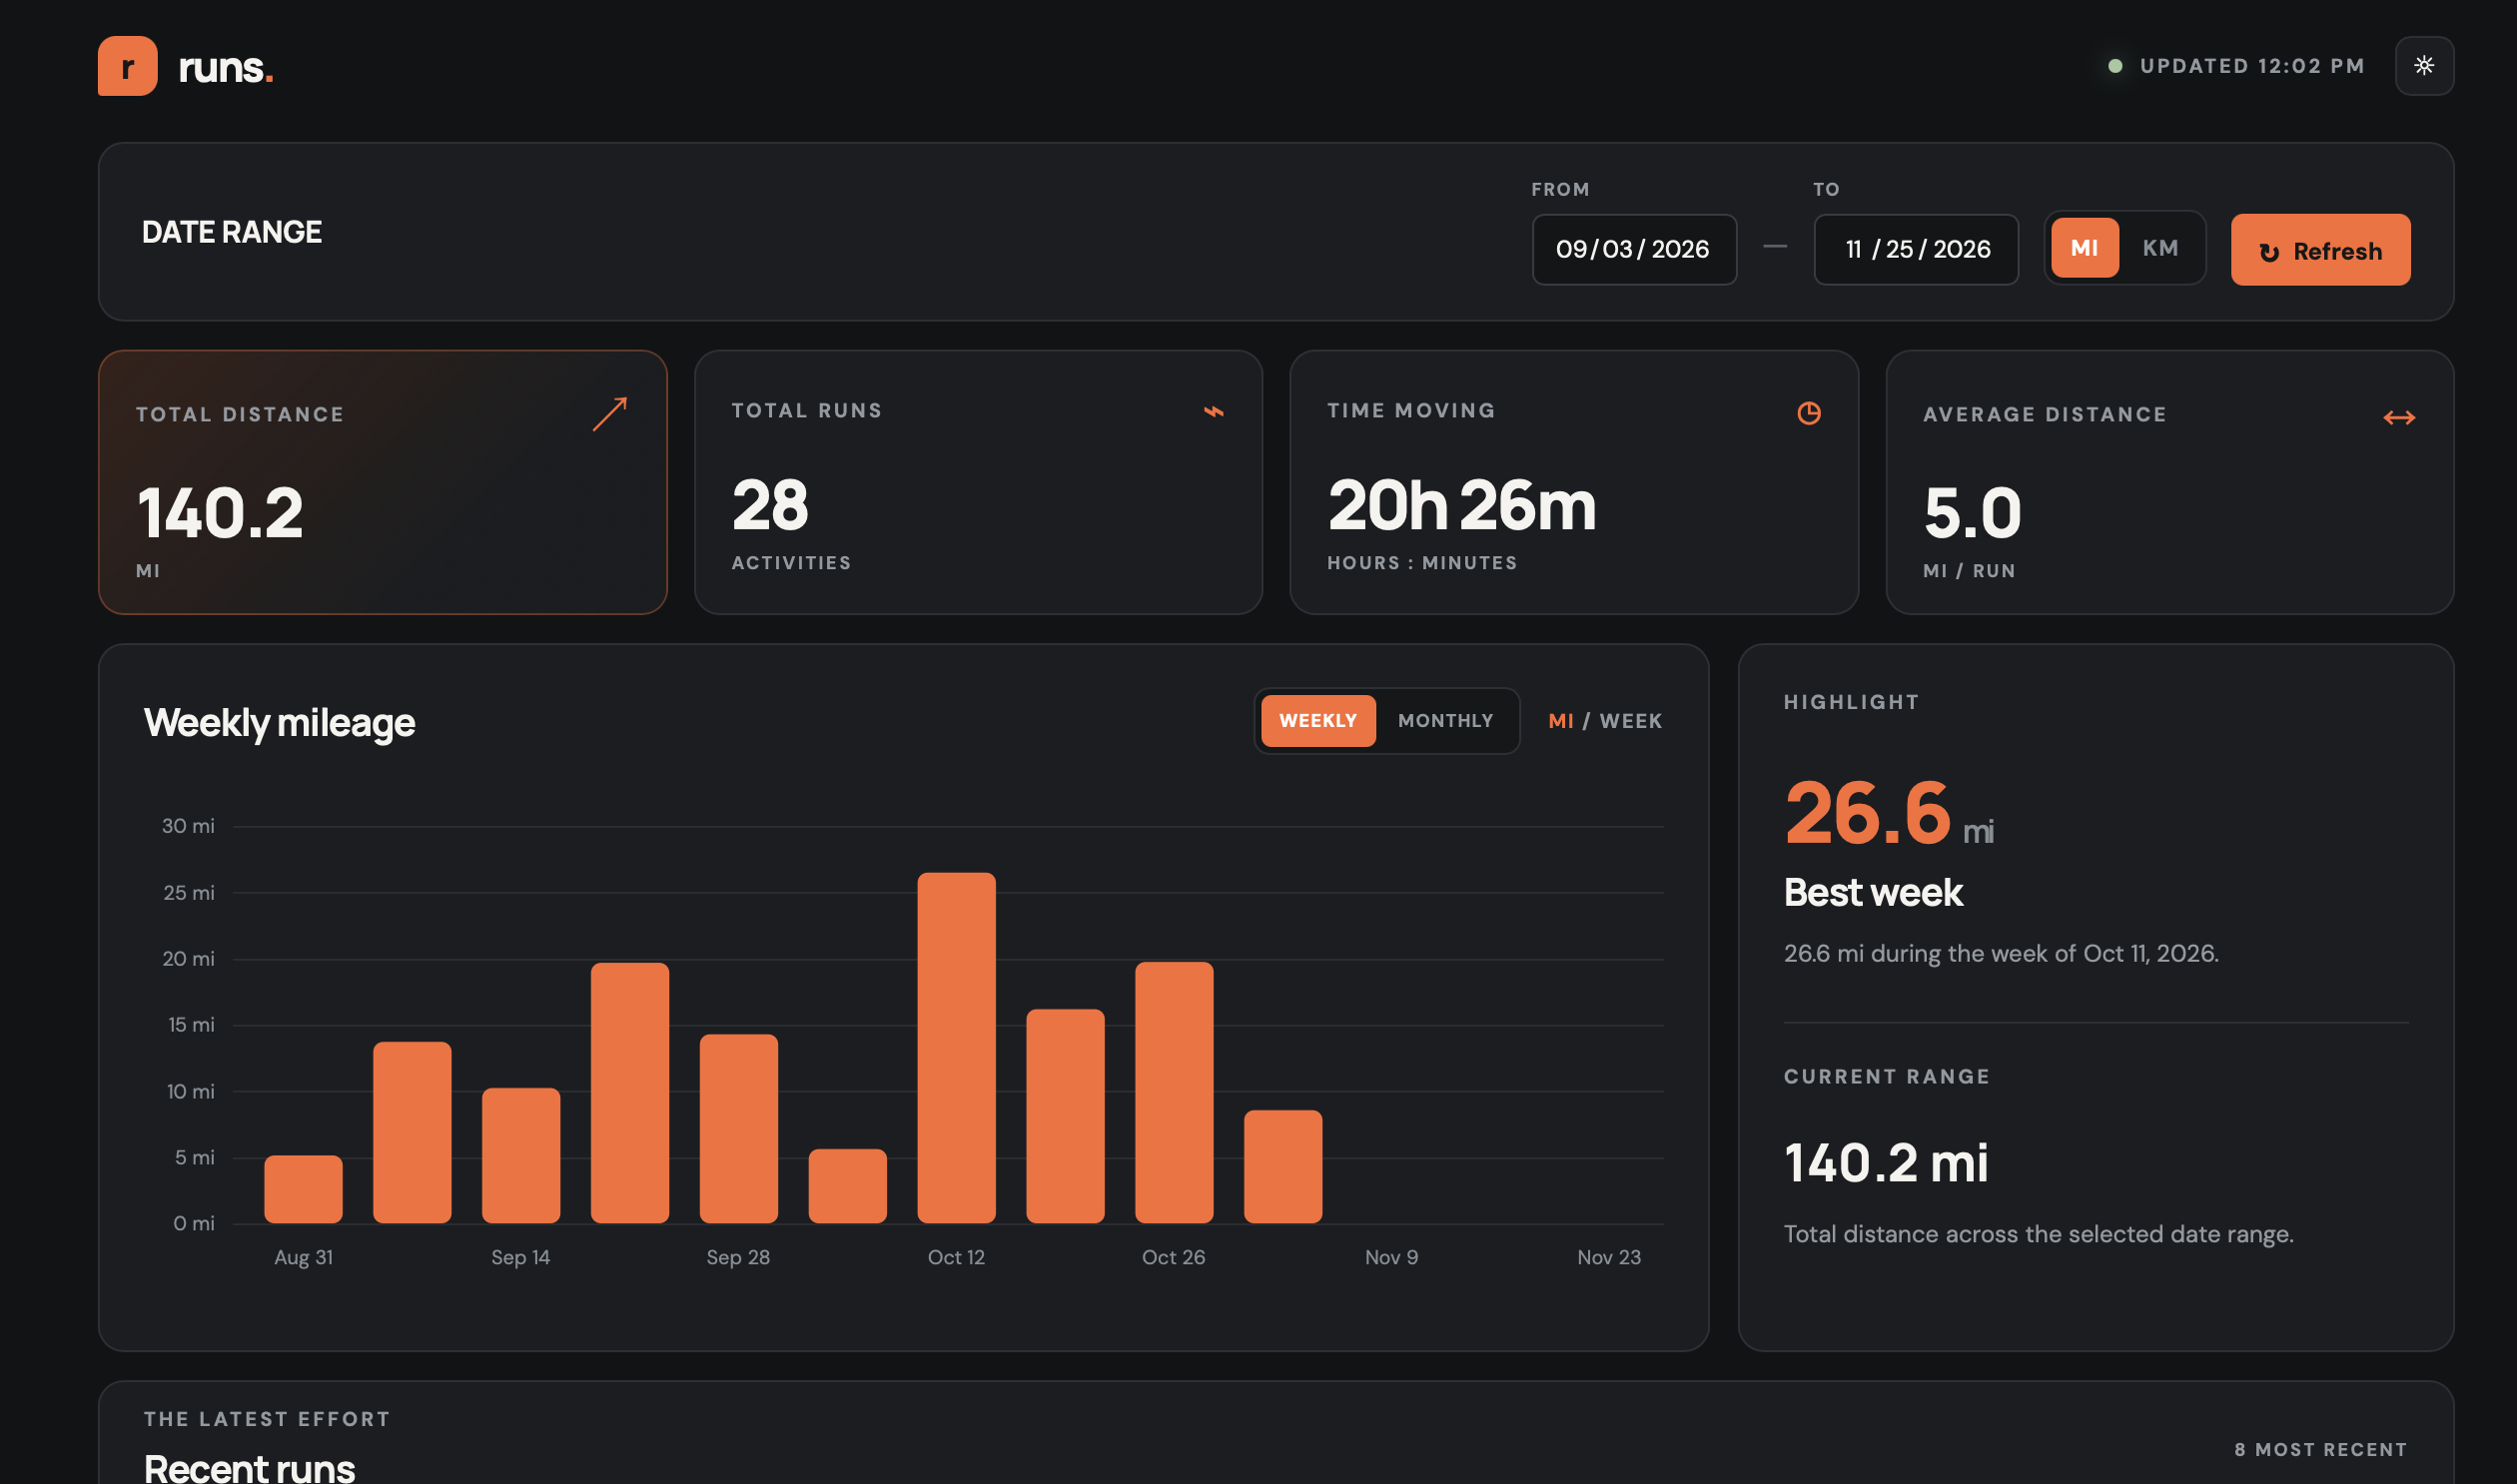 r runs.
UPDATED 12:02 PM
DATE RANGE
FROM
09/03/2026
—
TO
11/25/2026
MI KM
↻ Refresh
TOTAL DISTANCE
140.2
MI
TOTAL RUNS
28
ACTIVITIES
TIME MOVING
20h 26m
HOURS : MINUTES
AVERAGE DISTANCE
5.0
MI / RUN
Weekly mileage
WEEKLY MONTHLY
MI / WEEK
30 mi
25 mi
20 mi
15 mi
10 mi
5 mi
0 mi
Aug 31 Sep 14 Sep 28 Oct 12 Oct 26 Nov 9 Nov 23
HIGHLIGHT
26.6 mi
Best week
26.6 mi during the week of Oct 11, 2026.
CURRENT RANGE
140.2 mi
Total distance across the selected date range.
THE LATEST EFFORT
Recent runs
8 MOST RECENT